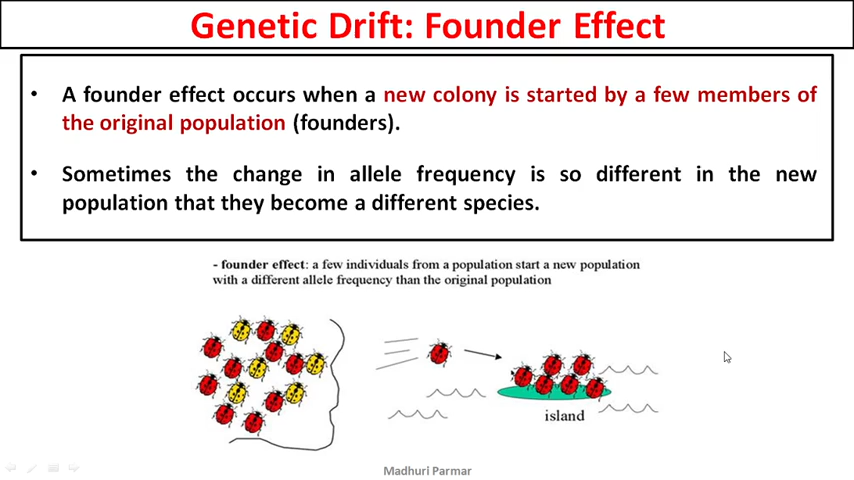 Genetic Drift: Founder Effect
• A founder effect occurs when a new colony is started by a few members of
the original population (founders).
• Sometimes the change in allele frequency is so different in the new
population that they become a different species.
- founder effect: a few individuals from a population start a new population
with a different allele frequency than the original population
island
Madhuri Parmar